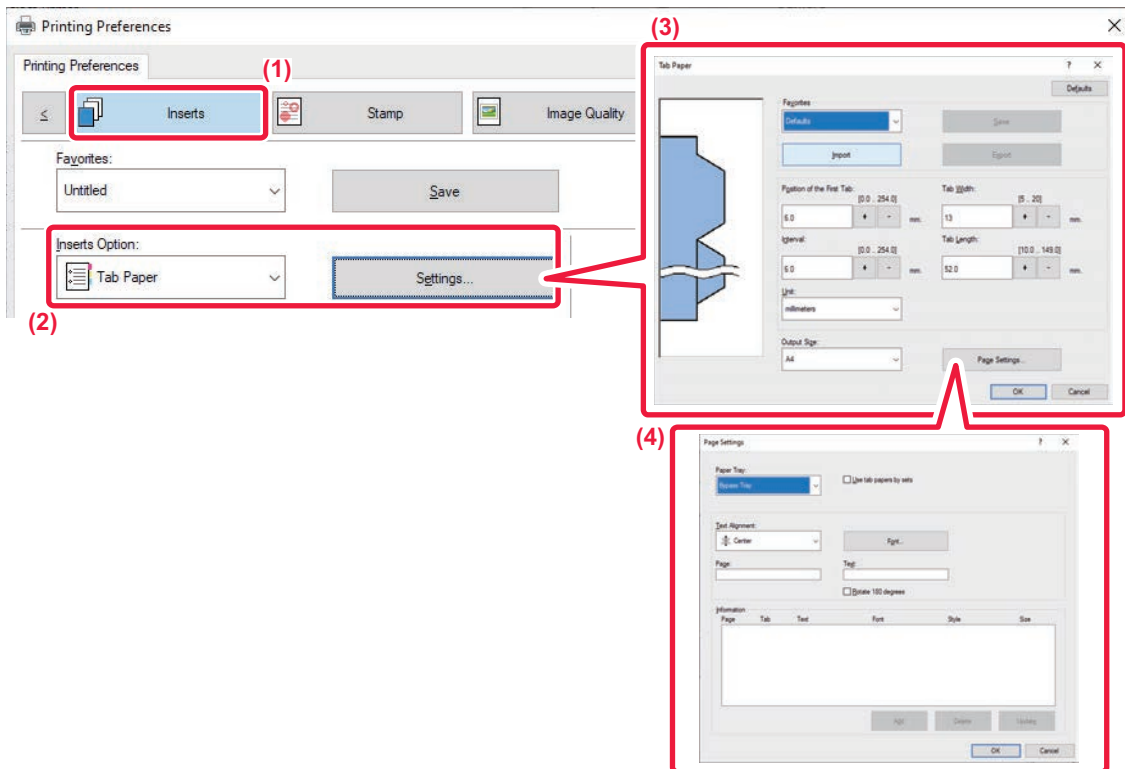 Printing Preferences
(3)
Printing Preferences
(1)
≤ Inserts Stamp Image Quality
Favorites:
Untitled Save
Inserts Option:
Tab Paper Settings...
(2)
Tab Paper ? ×
Defaults
Favorites
Defaults Save
Import Export
Position of the First Tab: Tab Width:
[0.0 .. 254.0] [5 .. 20]
6.0 + - mm. 13 + - mm.
Interval: Tab Length:
[0.0 .. 254.0] [10.0 .. 149.0]
6.0 + - mm. 52.0 + - mm.
Unit:
millimeters
Output Size:
A4 Page Settings...
OK Cancel
(4)
Page Settings ? ×
Paper Tray:
Bypass Tray Use tab papers by sets
Text Alignment:
Center Font...
Page: Text:
Rotate 180 degrees
Information
Page Tab Text Font Style Size
Add Delete Update
OK Cancel